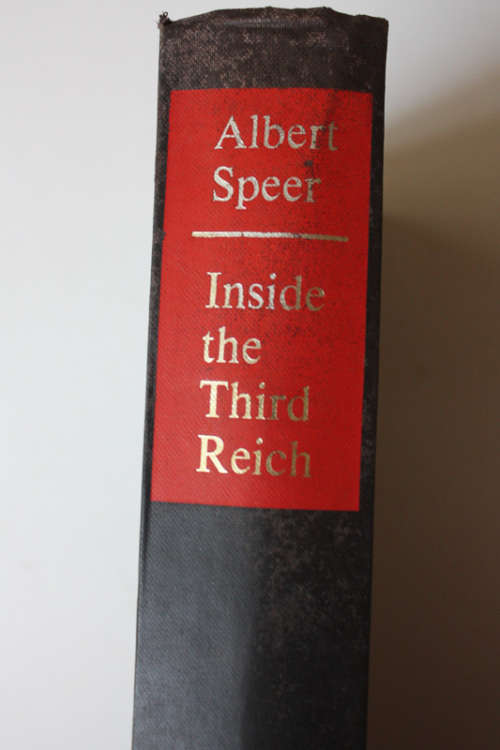 Albert
Speer
Inside
the
Third
Reich